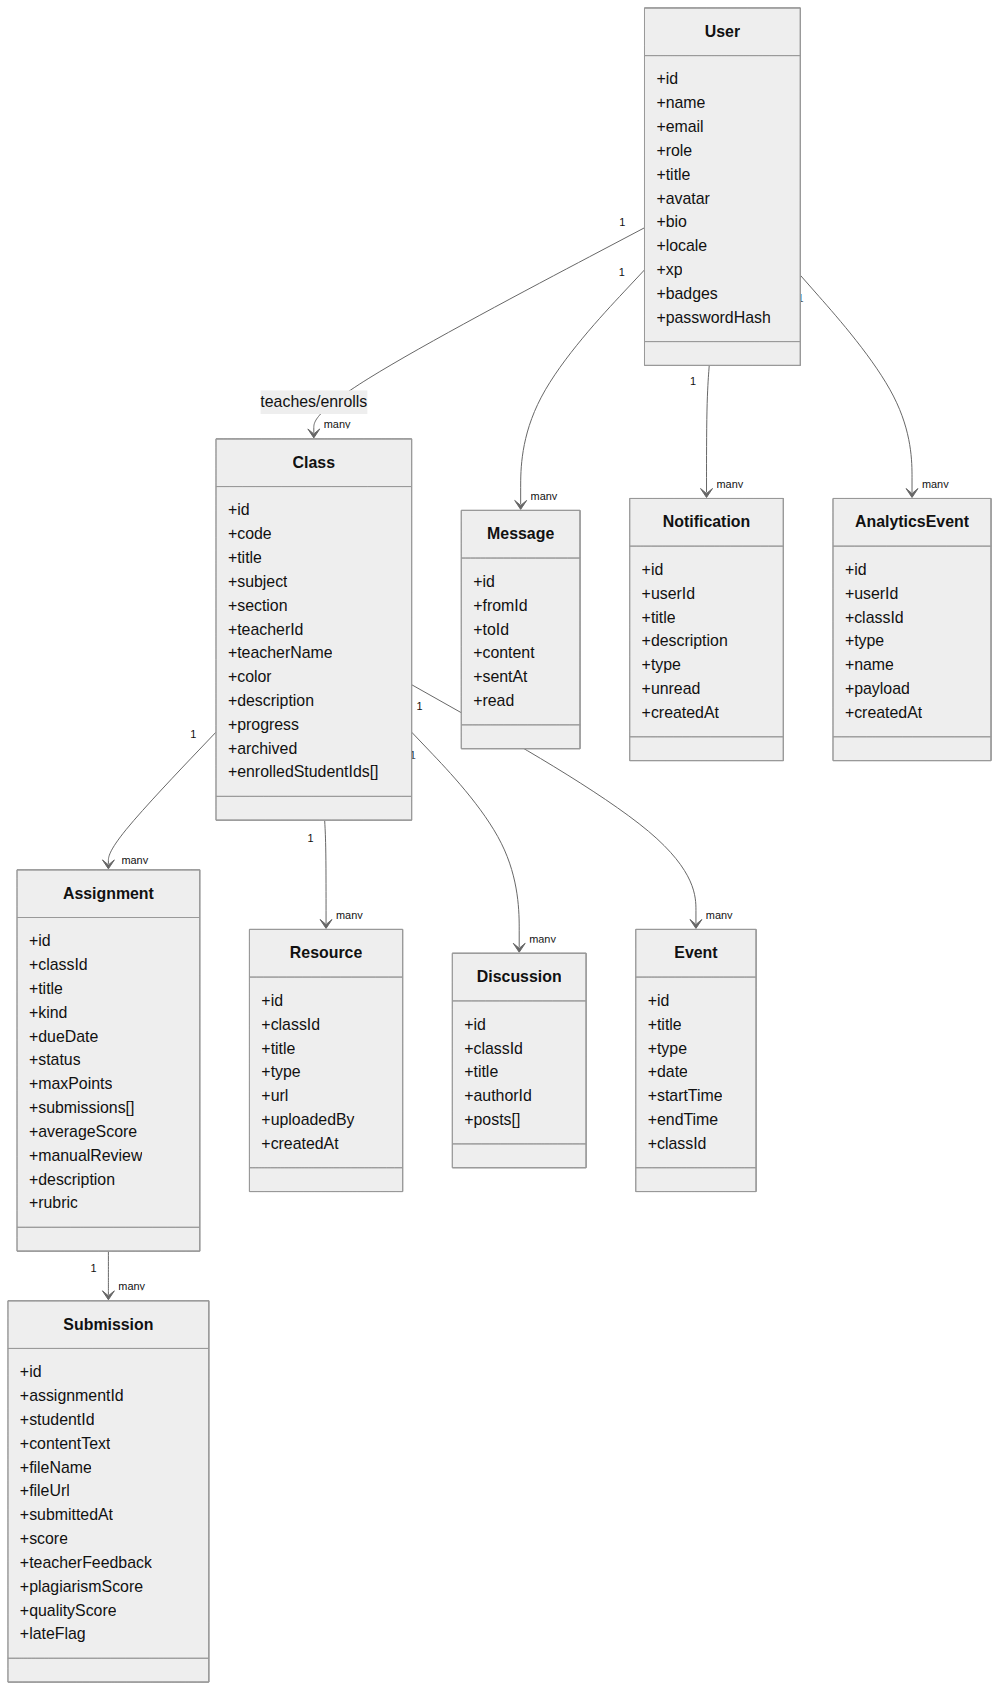 User
+id
+name
+email
+role
+title
+avatar
+bio
+locale
+xp
+badges
+passwordHash
1
1
1
1
teaches/enrolls
manv
manv
manv
manv
Class
+id
+code
+title
+subject
+section
+teacherId
+teacherName
+color
+description
+progress
+archived
+enrolledStudentIds[]
Message
+id
+fromId
+toId
+content
+sentAt
+read
Notification
+id
+userId
+title
+description
+type
+unread
+createdAt
AnalyticsEvent
+id
+userId
+classId
+type
+name
+payload
+createdAt
1
1
1
1
manv
manv
manv
manv
Assignment
+id
+classId
+title
+kind
+dueDate
+status
+maxPoints
+submissions[]
+averageScore
+manualReview
+description
+rubric
Resource
+id
+classId
+title
+type
+url
+uploadedBy
+createdAt
Discussion
+id
+classId
+title
+authorId
+posts[]
Event
+id
+title
+type
+date
+startTime
+endTime
+classId
1
manv
Submission
+id
+assignmentId
+studentId
+contentText
+fileName
+fileUrl
+submittedAt
+score
+teacherFeedback
+plagiarismScore
+qualityScore
+lateFlag